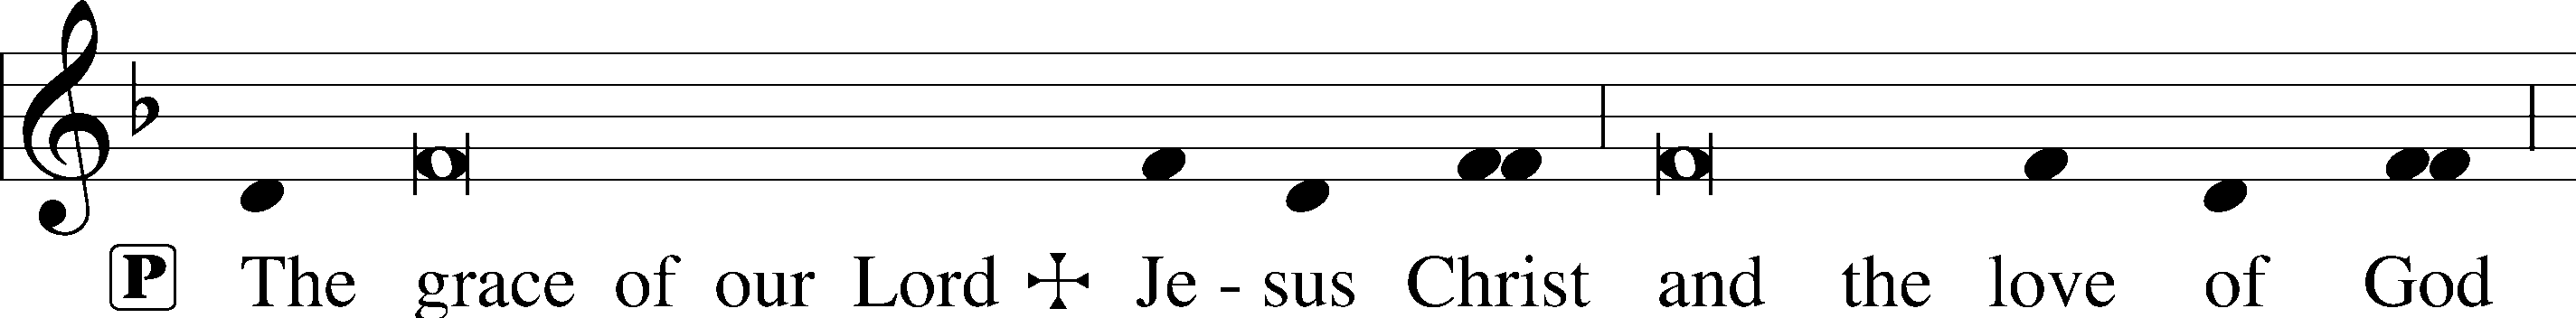 P The grace of our Lord ☩ Je - sus Christ and the love of God